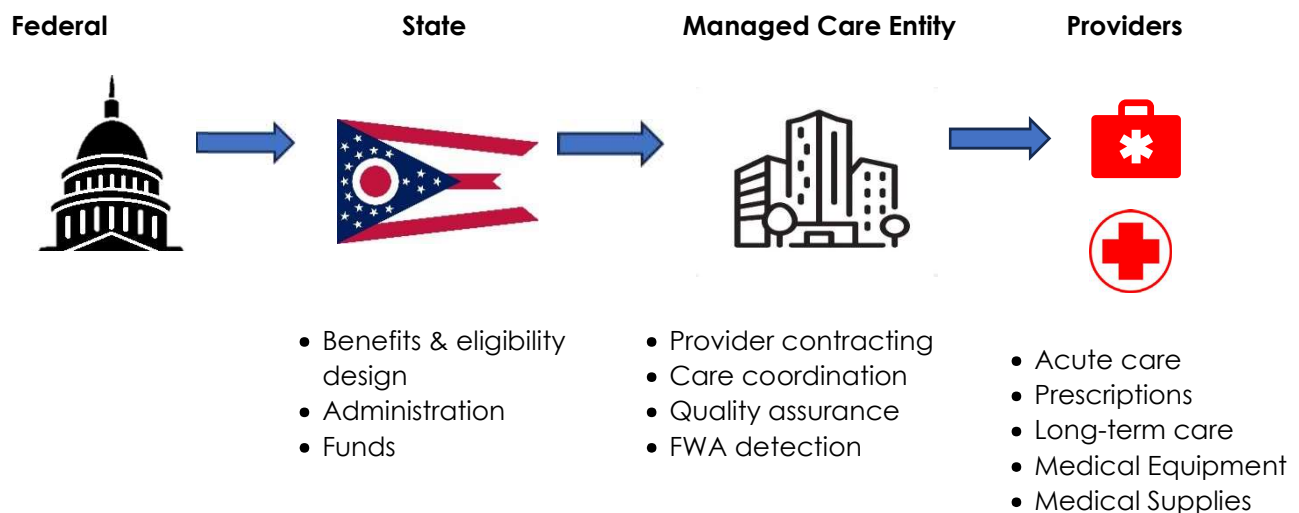 Federal
State
Managed Care Entity
Providers
• Benefits & eligibility
design
• Administration
• Funds
• Provider contracting
• Care coordination
• Quality assurance
• FWA detection
• Acute care
• Prescriptions
• Long-term care
• Medical Equipment
• Medical Supplies